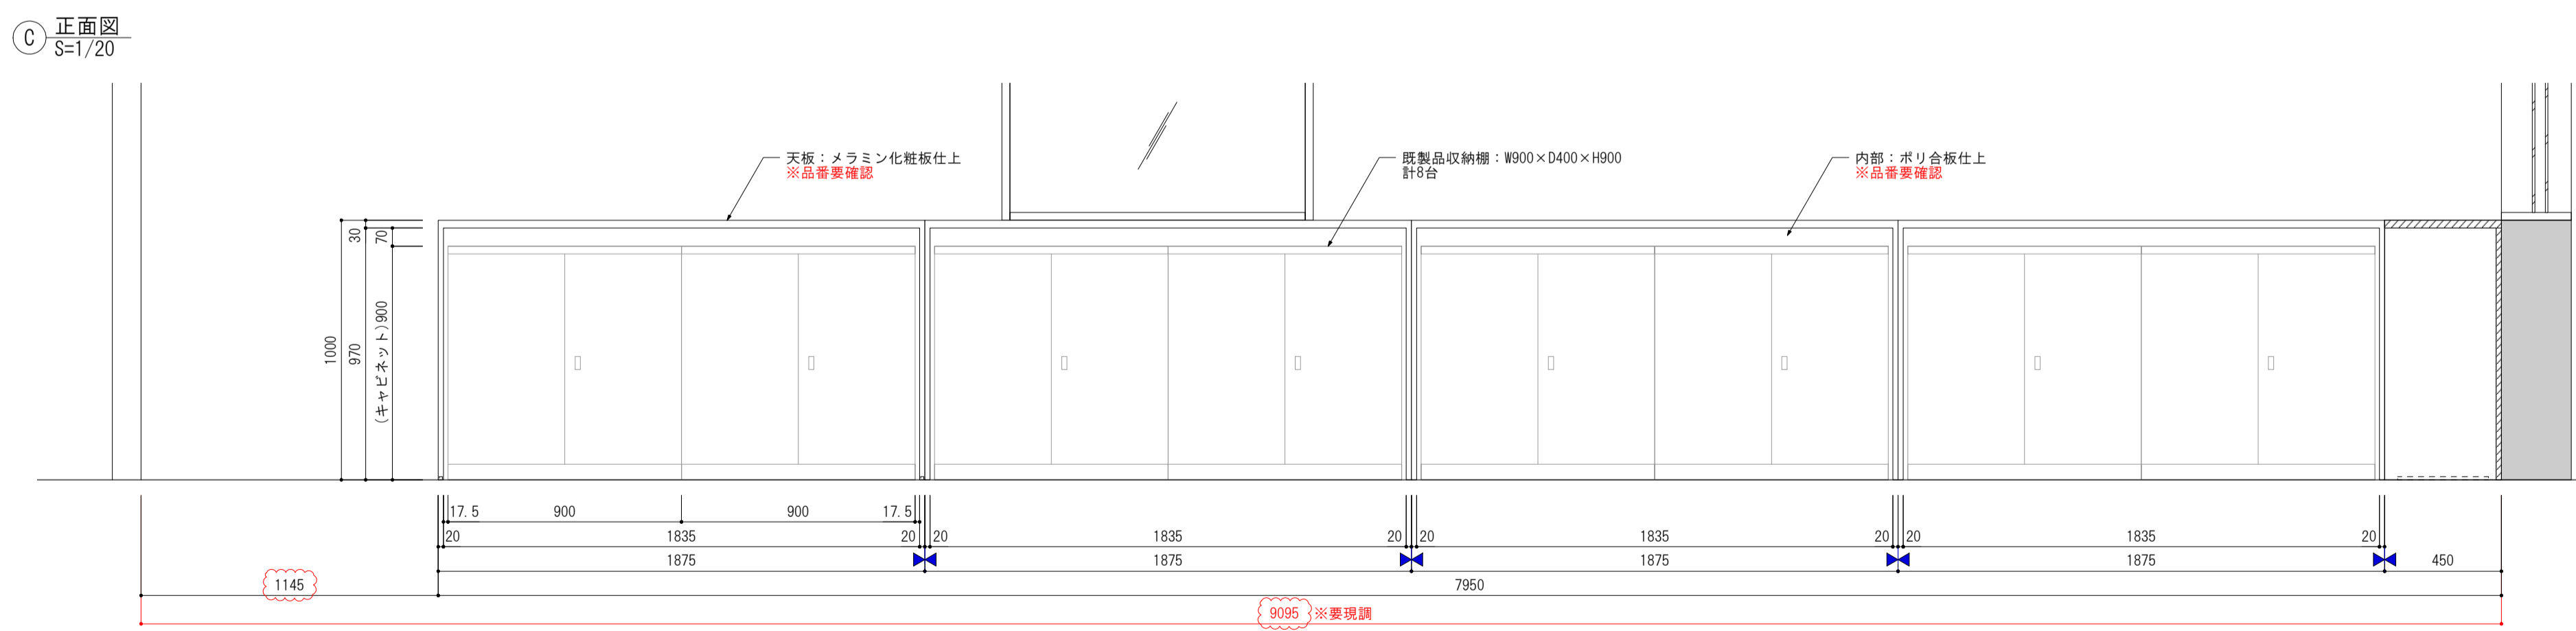 C 正面図
S=1/20
天板：メラミン化粧板仕上
※品番要確認
既製品収納棚：W900×D400×H900
計8台
内部：ポリ合板仕上
※品番要確認
1000
30
970
70
(キャビネット)900
17.5 900 900 17.5
20 1835 20 20 1835 20 20 1835 20 20 1835 20
1875 1875 1875 1875 450
1145 7950
9095 ※要現調